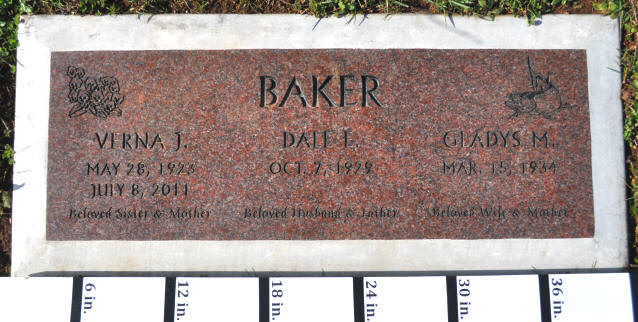 BAKER
VERNA J. DALE L. GLADYS M.
MAY 28, 1923 OCT. 7, 1929 MAR. 15, 1934
JULY 8, 2011
Beloved Sister & Mother Beloved Husband & Father Beloved Wife & Mother
6 in. 12 in. 18 in. 24 in. 30 in. 36 in.